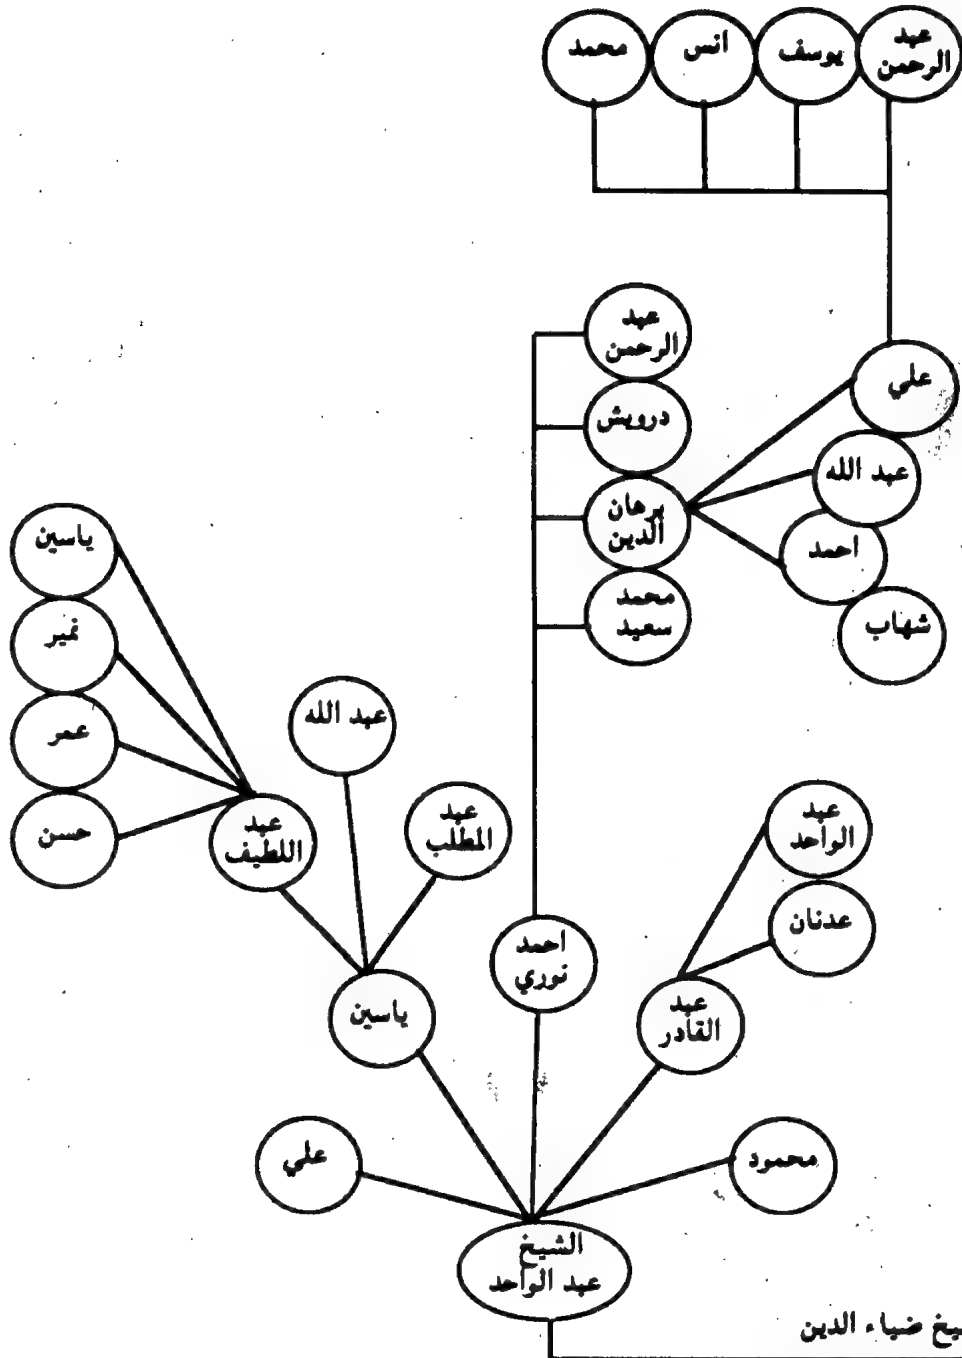 عبد
الرحمن
يوسف
انس
محمد
عبد
الرحمن
علي
درويش
عبد الله
برهان
الدين
احمد
محمد
سعيد
شهاب
ياسين
نمير
عمر
حسن
عبد الله
عبد
اللطيف
عبد
المطلب
عبد
الواحد
عدنان
احمد
نوري
ياسين
عبد
القادر
محمود
علي
الشيخ
عبد الواحد
ضياء الدين